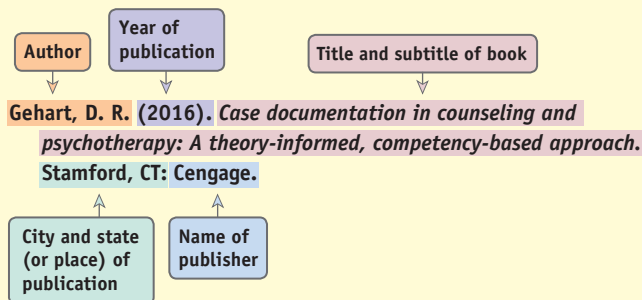 Author
Year of
publication
Title and subtitle of book
Gehart, D. R. (2016). Case documentation in counseling and
psychotherapy: A theory-informed, competency-based approach.
Stamford, CT: Cengage.
City and state
(or place) of
publication
Name of
publisher